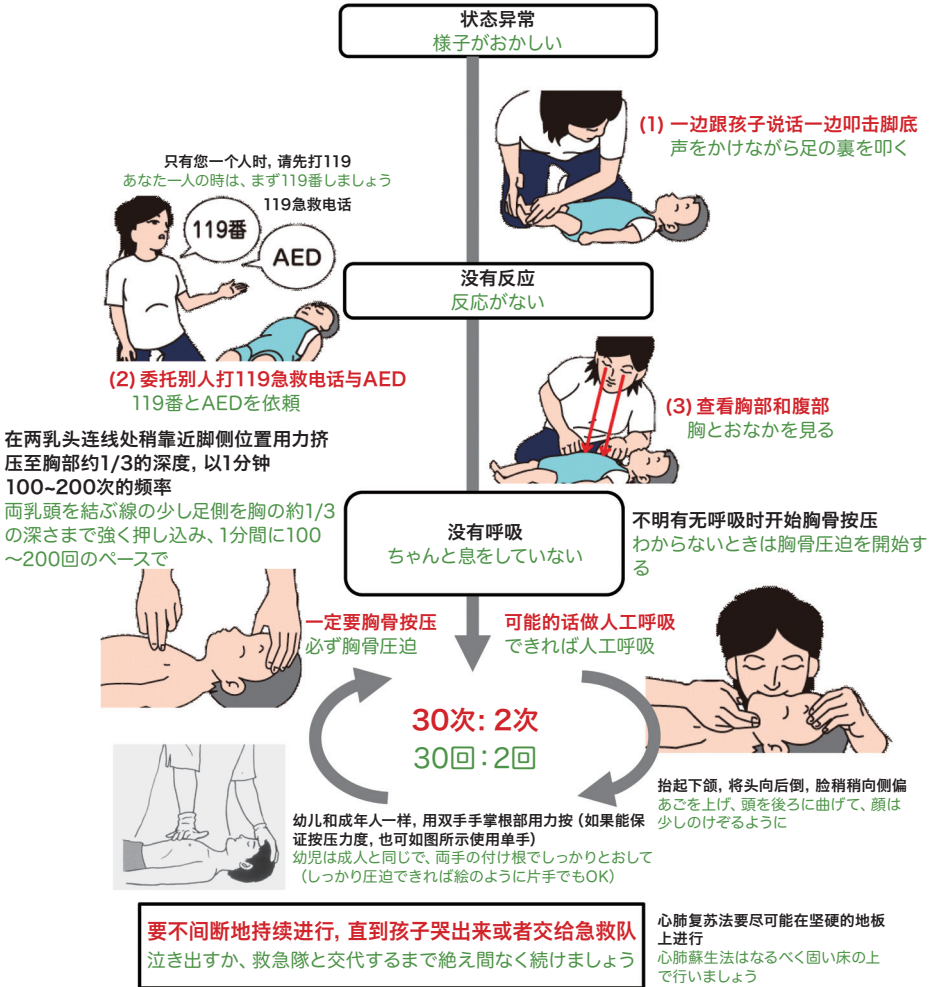 状态异常
様子がおかしい
(1) 一边跟孩子说话一边叩击脚底
声をかけながら足の裏を叩く
只有您一个人时, 请先打119
あなた一人の時は、まず119番しましょう
119急救电话
119番
AED
没有反应
反応がない
(2) 委托别人打119急救电话与AED
119番とAEDを依頼
(3) 查看胸部和腹部
胸とおなかを見る
在两乳头连线处稍靠近脚侧位置用力挤
压至胸部约1/3的深度, 以1分钟
100~200次的频率
両乳頭を結ぶ線の少し足側を胸の約1/3
の深さまで強く押し込み、1分間に100
～200回のペースで
没有呼吸
ちゃんと息をしていない
不明有无呼吸时开始胸骨按压
わからないときは胸骨圧迫を開始す
る
一定要胸骨按压
必ず胸骨圧迫
可能的话做人工呼吸
できれば人工呼吸
30次: 2次
30回：2回
抬起下颌, 将头向后倒, 脸稍稍向侧偏
あごを上げ、頭を後ろに曲げて、顔は
少しのけぞるように
幼儿和成年人一样, 用双手手掌根部用力按 (如果能保
证按压力度, 也可如图所示使用单手)
幼児は成人と同じで、両手の付け根でしっかりとおして
（しっかり圧迫できれば絵のように片手でもOK）
要不间断地持续进行, 直到孩子哭出来或者交给急救队
泣き出すか、救急隊と交代するまで絶え間なく続けましょう
心肺复苏法要尽可能在坚硬的地板
上进行
心肺蘇生法はなるべく固い床の上
で行いましょう